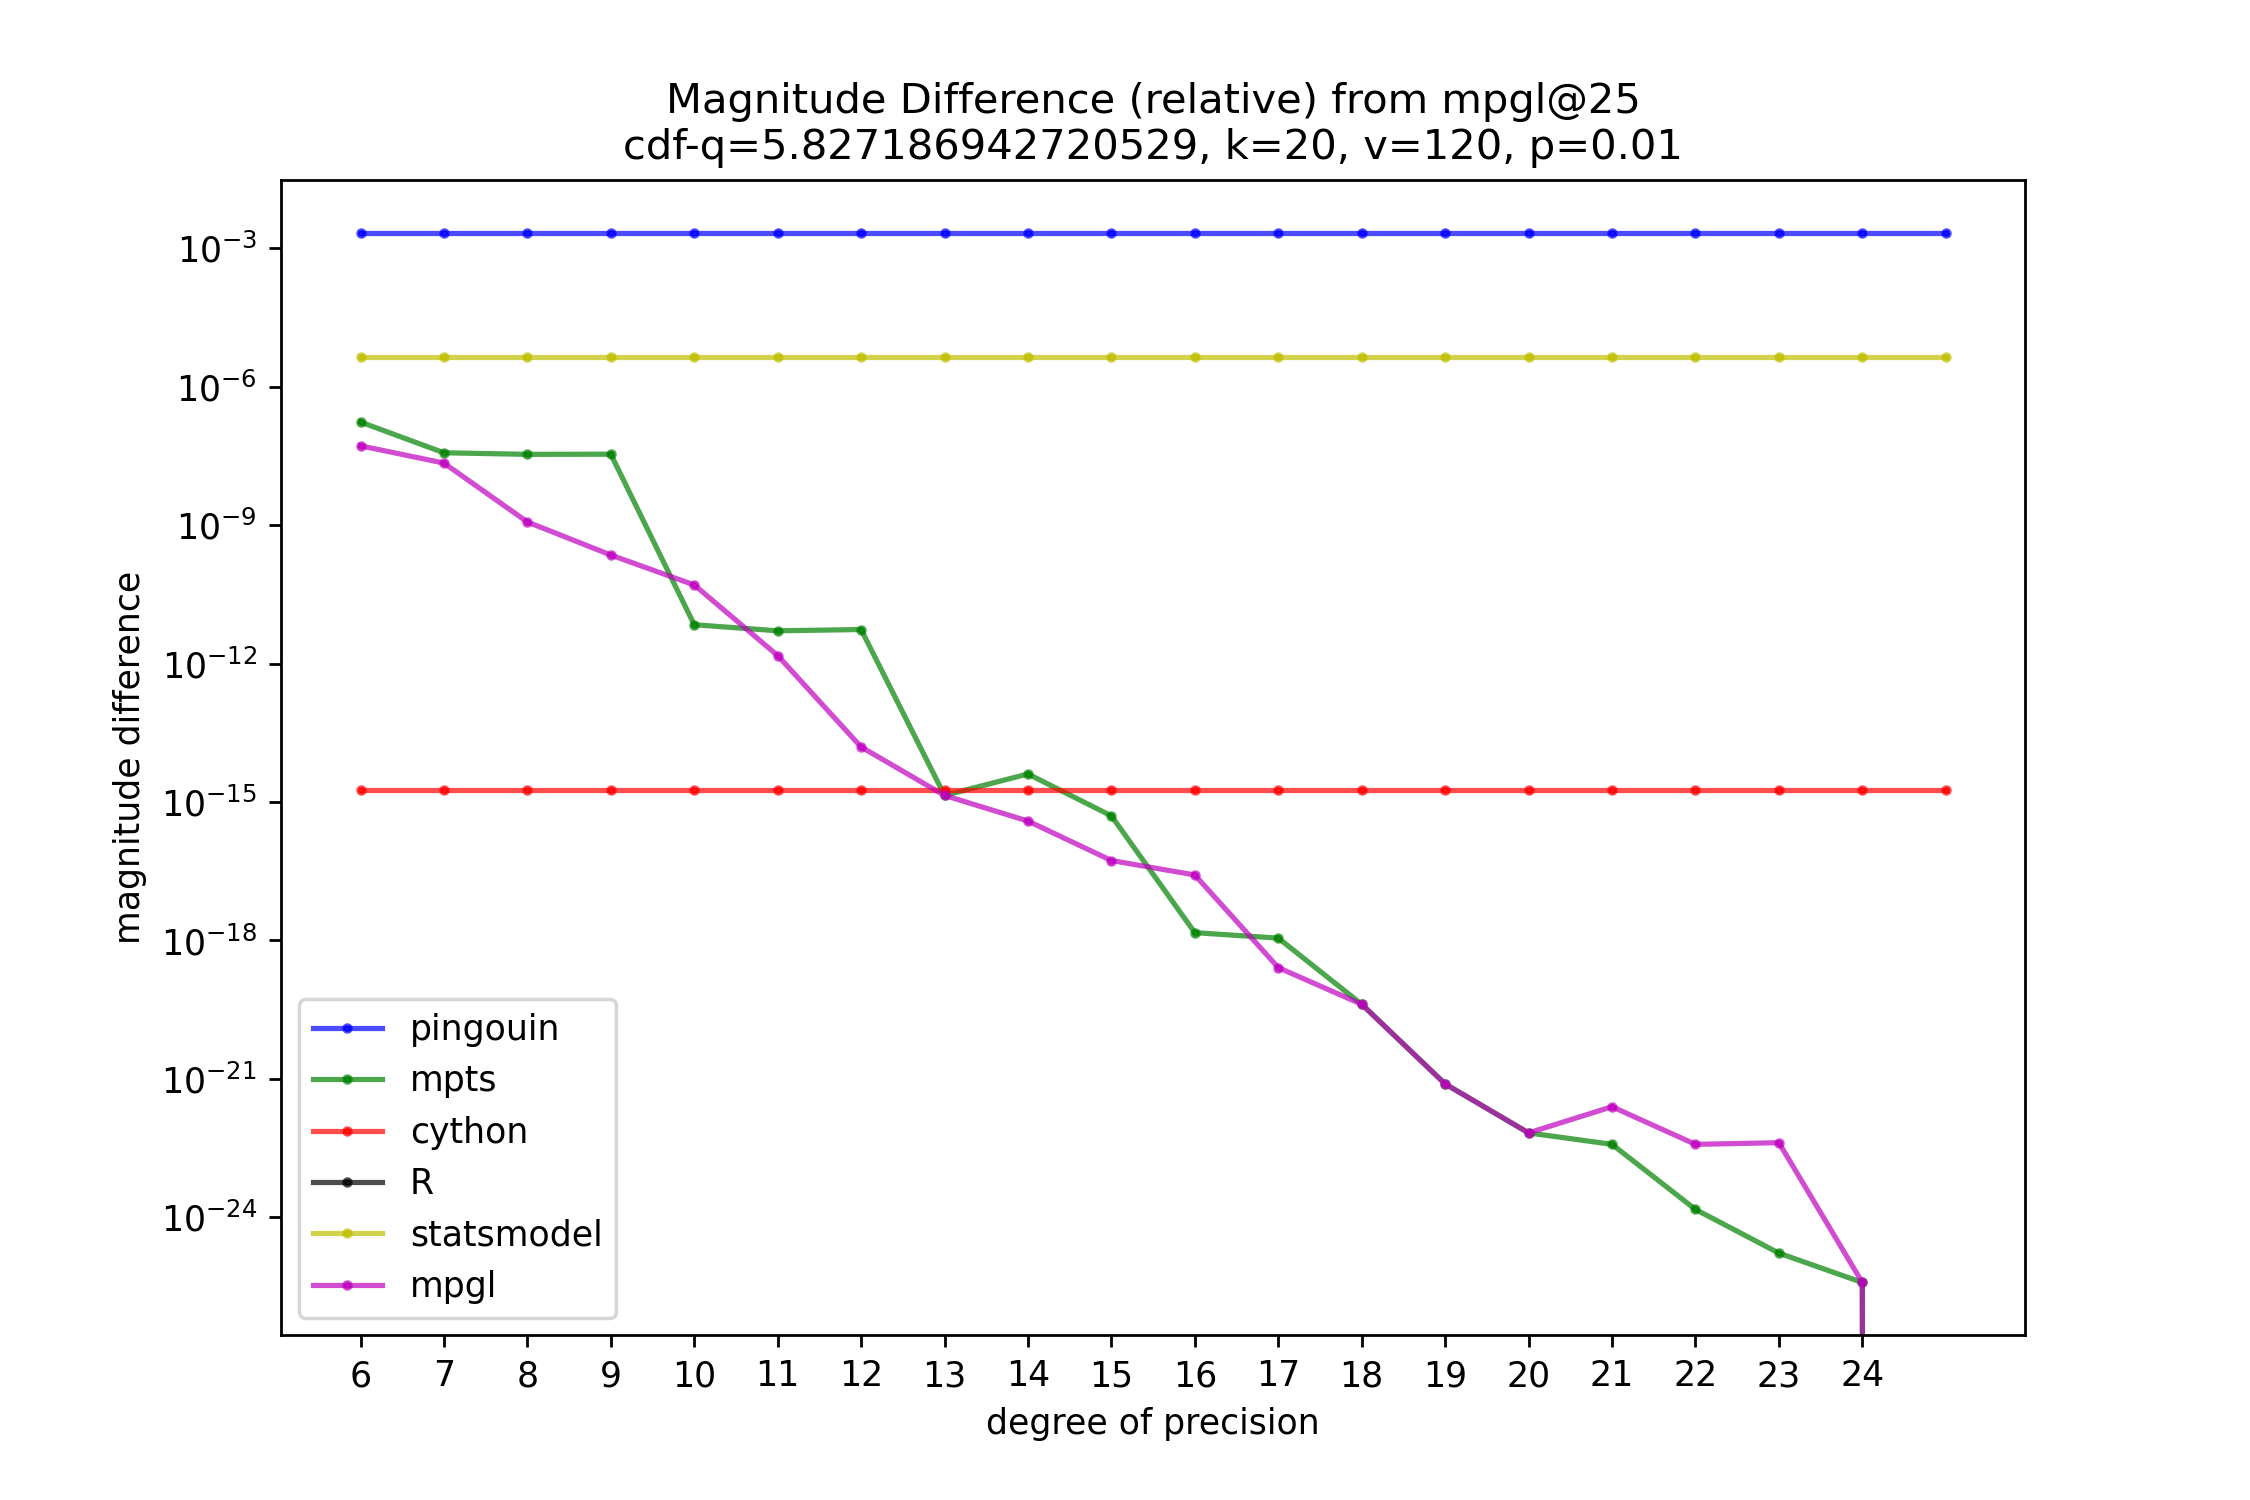 Magnitude Difference (relative) from mpgl@25
cdf-q=5.827186942720529, k=20, v=120, p=0.01
magnitude difference
10⁻³
10⁻⁶
10⁻⁹
10⁻¹²
10⁻¹⁵
10⁻¹⁸
10⁻²¹
10⁻²⁴
pingouin
mpts
cython
R
statsmodel
mpgl
6 7 8 9 10 11 12 13 14 15 16 17 18 19 20 21 22 23 24
degree of precision